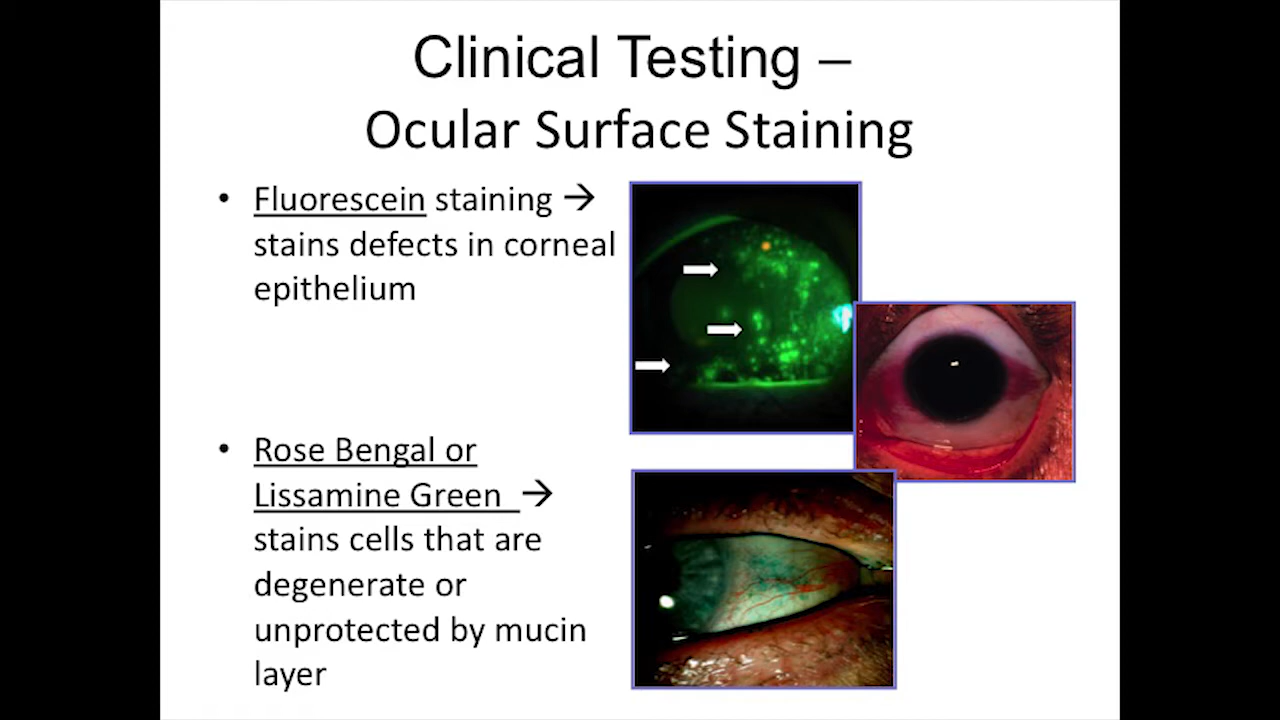 Clinical Testing –
Ocular Surface Staining
• Fluorescein staining →
stains defects in corneal
epithelium
• Rose Bengal or
Lissamine Green →
stains cells that are
degenerate or
unprotected by mucin
layer